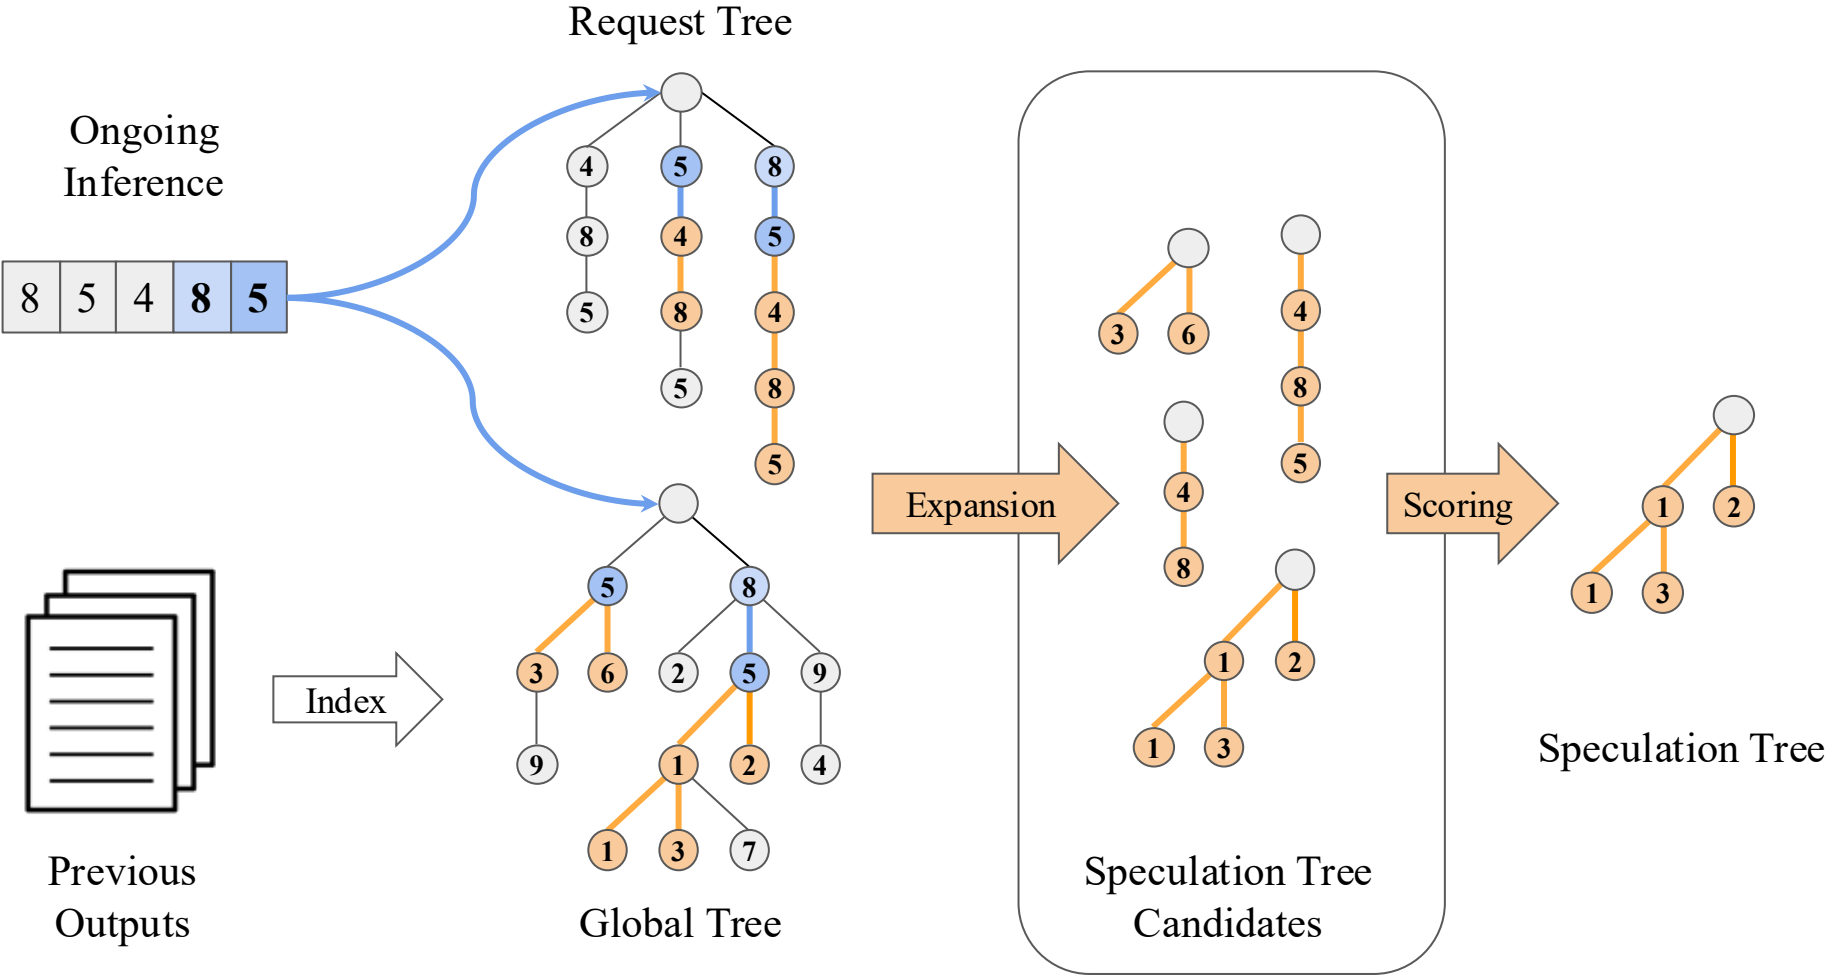 Request Tree
Ongoing
Inference
8 5 4 8 5
4 5 8
8 4 5
5 8 4
5 8
5
5 8
3 6 2 5 9
9 1 2 4
1 3 7
Index
Previous
Outputs
Global Tree
Expansion
3 6
4
8
5
4
8
1 2
1 3
Speculation Tree
Candidates
Scoring
1 2
1 3
Speculation Tree